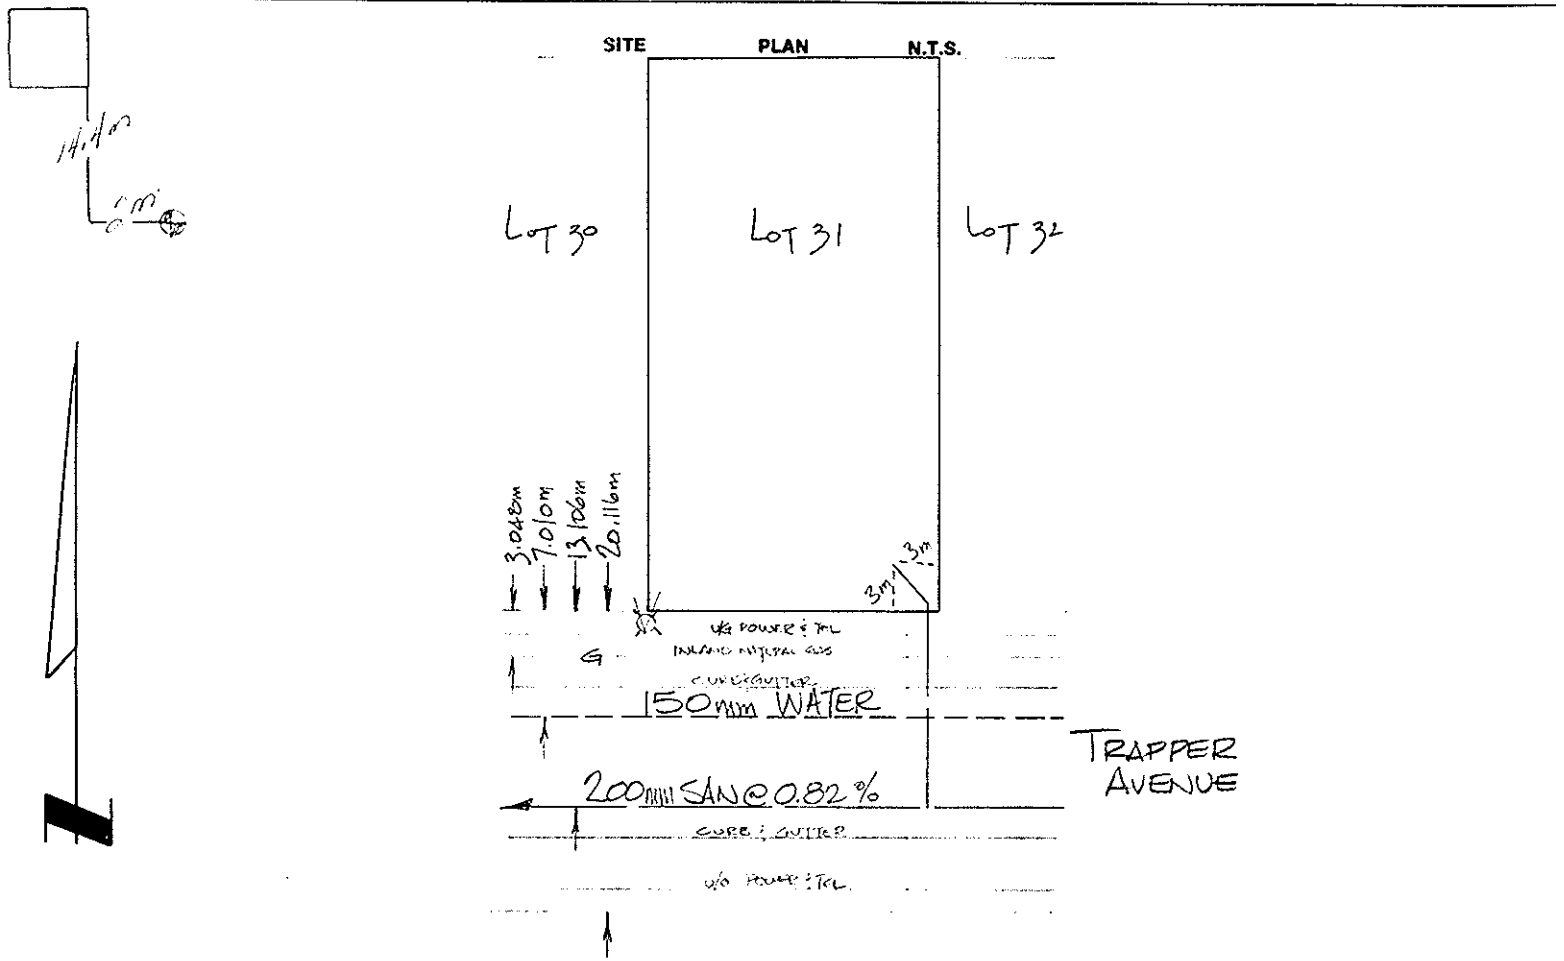 SITE PLAN N.T.S.
14.4m
LOT 30
LOT 31
LOT 32
3.048m
7.010m
13.106m
20.116m
3m
3m
U/G POWER & TEL
INLAND NATURAL GAS
G
CURB & GUTTER
150mm WATER
TRAPPER
AVENUE
200mm SAN @ 0.82 %
CURB & GUTTER
POWER & TEL